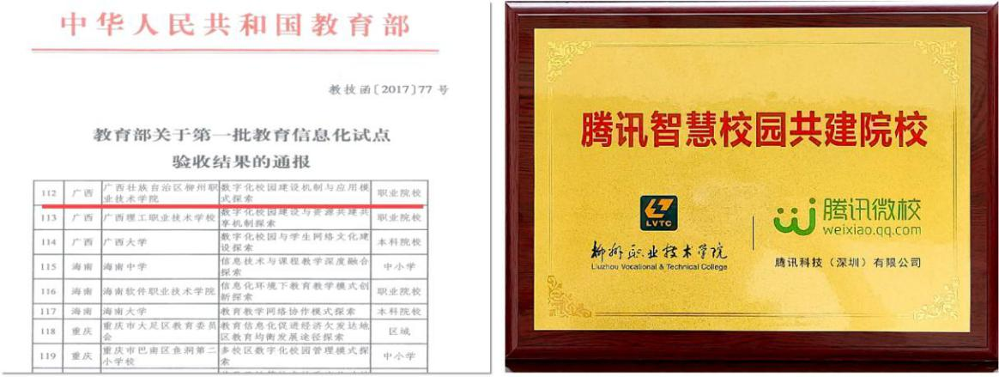 中华人民共和国教育部
教技函[2017]77号
教育部关于第一批教育信息化试点
验收结果的通报
112 广西 广西壮族自治区柳州职业技术学院 数字化校园建设机制与应用模式探索 职业院校
113 广西 广西理工职业技术学校 数字化校园建设与资源共建共享机制探索 职业院校
114 广西 广西大学 数字化校园与学生网络文化建设探索 本科院校
115 海南 海南中学 信息技术与课程教学深度融合探索 中小学
116 海南 海南软件职业技术学院 信息化环境下教育教学模式创新探索 职业院校
117 海南 海南大学 教育教学网络协作模式探索 本科院校
118 重庆 重庆市大足区教育委员会 教育信息化促进经济欠发达地区教育均衡发展途径探索 区域
119 重庆 重庆市巴南区鱼洞第二小学校 多校区数字化校园管理模式探索 中小学
腾讯智慧校园共建院校
LVTC
柳州职业技术学院
Liuzhou Vocational & Technical College
腾讯微校
weixiao.qq.com
腾讯科技（深圳）有限公司